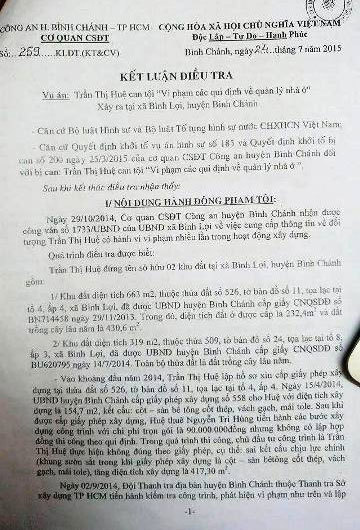 CÔNG AN H. BÌNH CHÁNH – TP HCM
CƠ QUAN CSĐT
Số: 259 KLĐT.(KT&CV)
CỘNG HÒA XÃ HỘI CHỦ NGHĨA VIỆT NAM
Độc Lập – Tự Do – Hạnh Phúc
Bình Chánh, ngày 24 tháng 7 năm 2015
KẾT LUẬN ĐIỀU TRA
Vụ án: Trần Thị Huê can tội “Vi phạm các qui định về quản lý nhà ở”
Xảy ra tại xã Bình Lợi, huyện Bình Chánh
- Căn cứ Bộ luật Hình sự và Bộ luật Tố tụng hình sự nước CHXHCN Việt Nam;
- Căn cứ Quyết định khởi tố vụ án hình sự số 185 và Quyết định khởi tố bị
can số 200 ngày 25/3/2015 của cơ quan CSĐT Công an huyện Bình Chánh đối
với bị can: Trần Thị Huê can tội “Vi phạm các qui định về quản lý nhà ở ”.
Sau khi kết thúc điều tra nhận thấy:
I/ NỘI DUNG HÀNH ĐỘNG PHẠM TỘI:
Ngày 29/10/2014, Cơ quan CSĐT Công an huyện Bình Chánh nhận được
công văn số 1733/UBND của UBND xã Bình Lợi về việc cung cấp thông tin về đối
tượng Trần Thị Huê có hành vi vi phạm nhiều lần trong hoạt động xây dựng.
Quá trình điều tra được biết:
Trần Thị Huê đứng tên sở hữu 02 khu đất tại xã Bình Lợi, huyện Bình Chánh
gồm:
1/ Khu đất diện tích 663 m2, thuộc thửa đất số 526, tờ bản đồ số 11, tọa lạc tại
tổ 4, ấp 4, xã Bình Lợi, đã được UBND huyện Bình Chánh cấp giấy CNQSDĐ số
BN714458 ngày 29/11/2013. Trong đó, diện tích đất ở được cấp là 232,4m² và đất
trồng cây lâu năm là 430,6 m².
2/ Khu đất diện tích 319 m2, thuộc thửa 509, tờ bản đồ số 24, tọa lạc tại tổ 8,
ấp 3, xã Bình Lợi, đã được UBND huyện Bình Chánh cấp giấy CNQSDĐ số
BU620795 ngày 14/7/2014. Toàn bộ thửa đất là đất trồng cây lâu năm.
- Vào khoảng đầu năm 2014, Trần Thị Huê lập hồ sơ xin cấp giấy phép xây
dựng tại thửa đất số 526, tờ bản đồ số 11, tọa lạc tại tổ 4, ấp 4. Ngày 15/4/2014,
UBND huyện Bình Chánh cấp giấy phép xây dựng số 558 cho Huê với diện tích xây
dựng là 154,7 m2, kết cấu: cột – sàn bê tông cốt thép, vách gạch, mái tole. Sau khi
được cấp giấy phép xây dựng, Huê thuê Nguyễn Trí Hùng tiến hành các bước xây
dựng công trình với chi phí trọn gói là 90.000.000đồng nhưng không có lập hợp
đồng thi công theo qui định. Trong quá trình thi công, chủ đầu tư công trình là Trần
Thị Huê thực hiện không đúng theo giấy phép, cụ thể: sai kết cấu chịu lực chính
(khung sườn sắt trong khi giấy phép xây dựng là cột – sàn bêtông cốt thép, vách
gạch, mái tole), tăng diện tích xây dựng là 417,30 m².
Ngày 02/9/2014, Đội Thanh tra địa bàn huyện Bình Chánh thuộc Thanh tra Sở
xây dựng TP HCM tiến hành kiểm tra công trình, phát hiện vi phạm như trên và lập
-1-